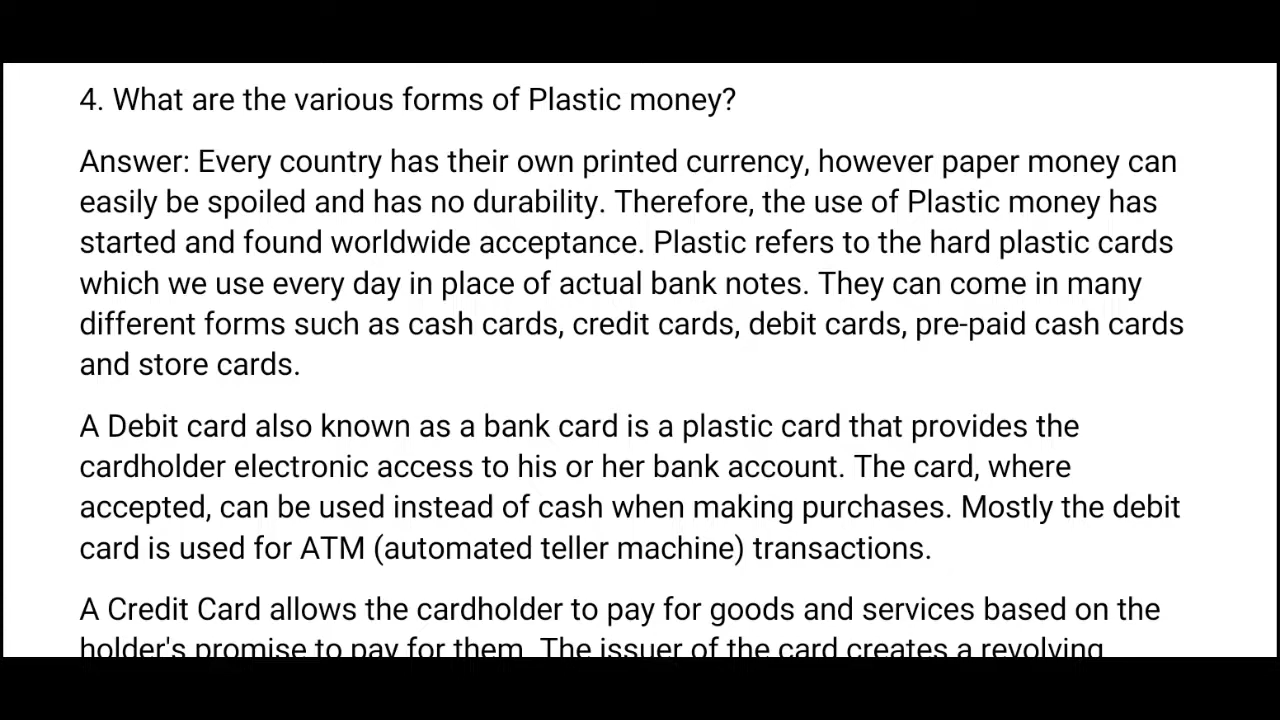 4. What are the various forms of Plastic money?
Answer: Every country has their own printed currency, however paper money can
easily be spoiled and has no durability. Therefore, the use of Plastic money has
started and found worldwide acceptance. Plastic refers to the hard plastic cards
which we use every day in place of actual bank notes. They can come in many
different forms such as cash cards, credit cards, debit cards, pre-paid cash cards
and store cards.
A Debit card also known as a bank card is a plastic card that provides the
cardholder electronic access to his or her bank account. The card, where
accepted, can be used instead of cash when making purchases. Mostly the debit
card is used for ATM (automated teller machine) transactions.
A Credit Card allows the cardholder to pay for goods and services based on the
holder's promise to pay for them. The issuer of the card creates a revolving